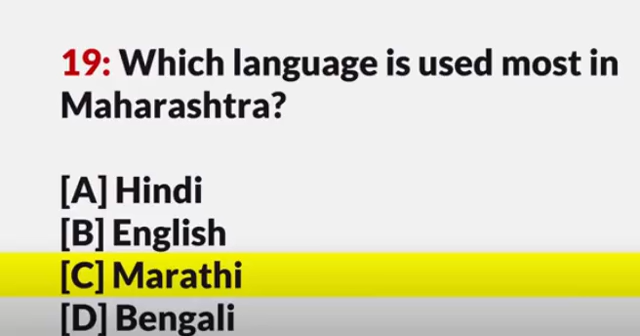 19: Which language is used most in
Maharashtra?
[A] Hindi
[B] English
[C] Marathi
[D] Bengali